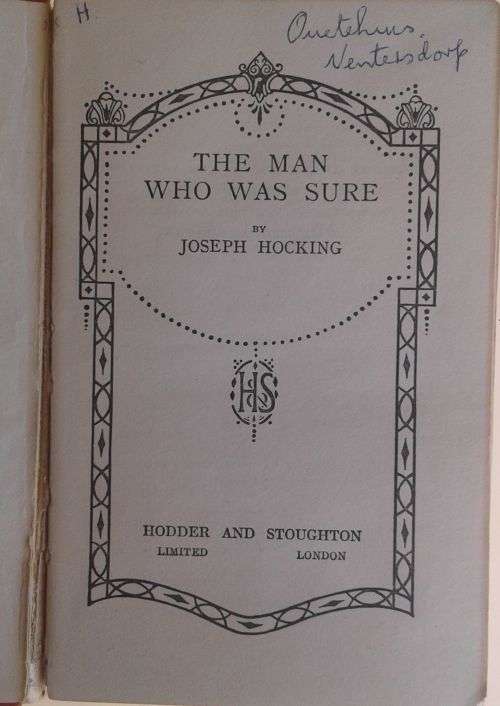 H
Ouetehuis.
Ventersdorp
THE MAN
WHO WAS SURE
BY
JOSEPH HOCKING
HS
HODDER AND STOUGHTON
LIMITED LONDON